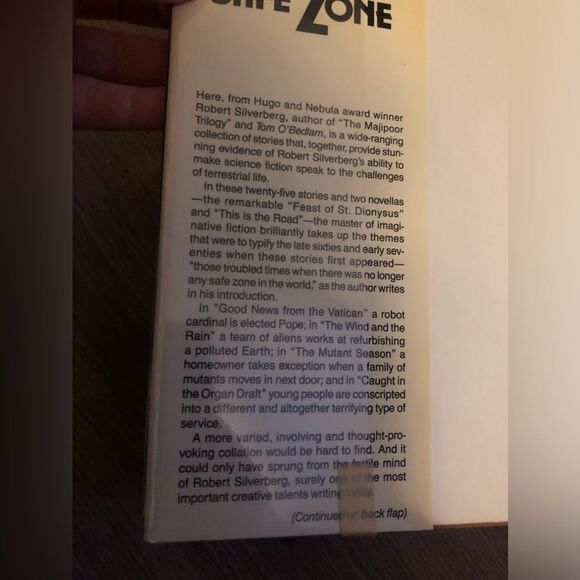 SAFE ZONE
Here, from Hugo and Nebula award winner
Robert Silverberg, author of “The Majipoor
Trilogy” and Tom O’Bedlam, is a wide-ranging
collection of stories that, together, provide stun-
ning evidence of Robert Silverberg’s ability to
make science fiction speak to the challenges
of terrestrial life.
In these twenty-five stories and two novellas
—the remarkable “Feast of St. Dionysus”
and “This is the Road”—the master of imagi-
native fiction brilliantly takes up the themes
that were to typify the late sixties and early sev-
enties when these stories first appeared—
“those troubled times when there was no longer
any safe zone in the world,” as the author writes
in his introduction.
In “Good News from the Vatican” a robot
cardinal is elected Pope; in “The Wind and the
Rain” a team of aliens works at refurbishing
a polluted Earth; in “The Mutant Season” a
homeowner takes exception when a family of
mutants moves in next door; and in “Caught in
the Organ Draft” young people are conscripted
into a different and altogether terrifying type of
service.
A more varied, involving and thought-pro-
voking collation would be hard to find. And it
could only have sprung from the fertile mind
of Robert Silverberg, surely one of the most
important creative talents writing today.
(Continued on back flap)